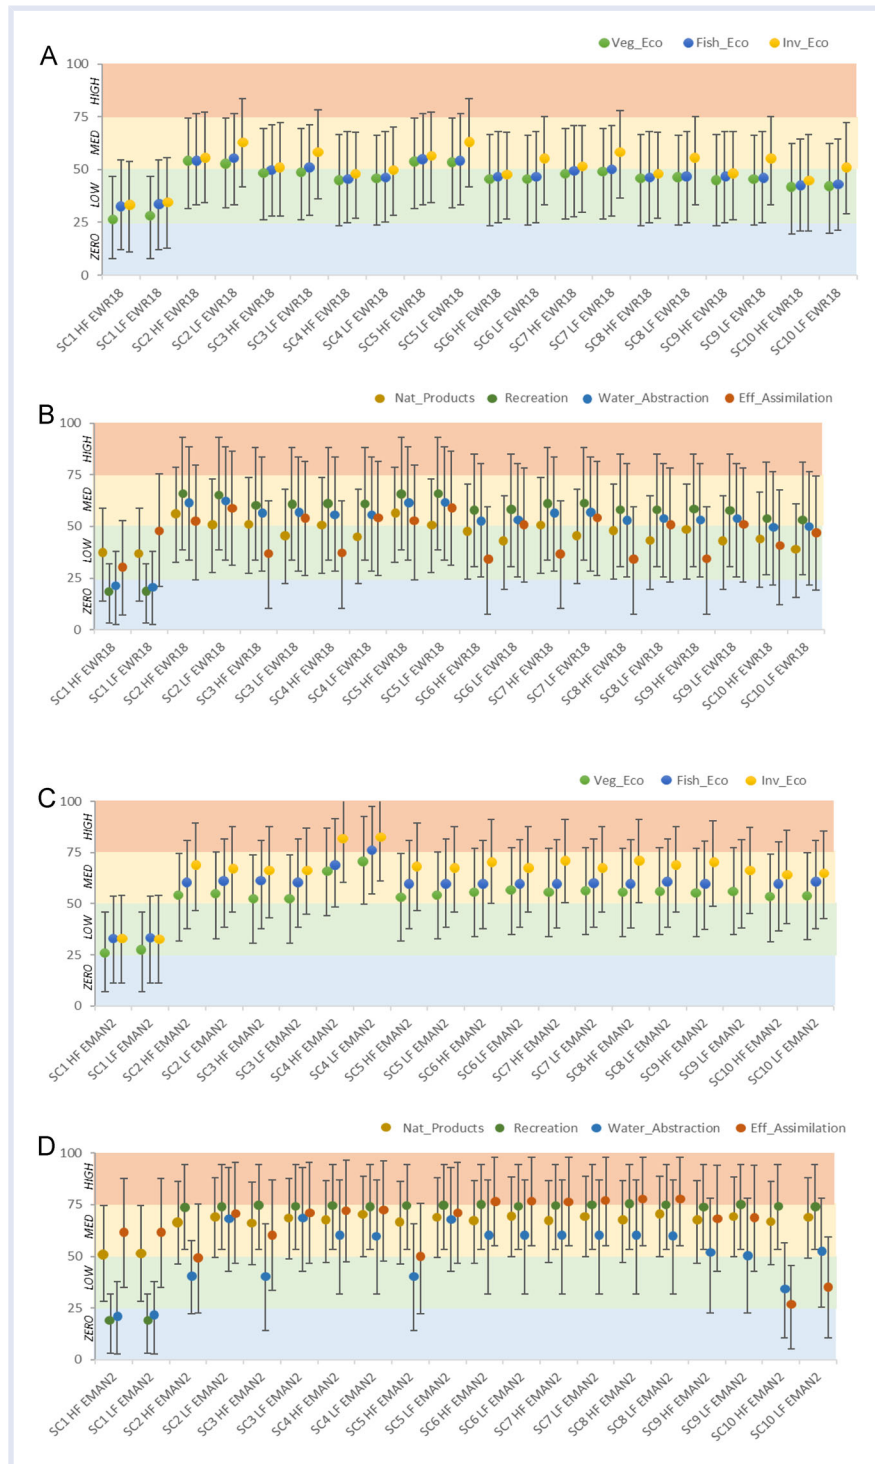 A
Veg_Eco Fish_Eco Inv_Eco
100
HIGH
75
MED
50
LOW
25
ZERO
0
SC1 HF EWR18
SC1 LF EWR18
SC2 HF EWR18
SC2 LF EWR18
SC3 HF EWR18
SC3 LF EWR18
SC4 HF EWR18
SC4 LF EWR18
SC5 HF EWR18
SC5 LF EWR18
SC6 HF EWR18
SC6 LF EWR18
SC7 HF EWR18
SC7 LF EWR18
SC8 HF EWR18
SC8 LF EWR18
SC9 HF EWR18
SC9 LF EWR18
SC10 HF EWR18
SC10 LF EWR18
B
Nat_Products Recreation Water_Abstraction Eff_Assimilation
100
HIGH
75
MED
50
LOW
25
ZERO
0
SC1 HF EWR18
SC1 LF EWR18
SC2 HF EWR18
SC2 LF EWR18
SC3 HF EWR18
SC3 LF EWR18
SC4 HF EWR18
SC4 LF EWR18
SC5 HF EWR18
SC5 LF EWR18
SC6 HF EWR18
SC6 LF EWR18
SC7 HF EWR18
SC7 LF EWR18
SC8 HF EWR18
SC8 LF EWR18
SC9 HF EWR18
SC9 LF EWR18
SC10 HF EWR18
SC10 LF EWR18
C
Veg_Eco Fish_Eco Inv_Eco
100
HIGH
75
MED
50
LOW
25
ZERO
0
SC1 HF EMAN2
SC1 LF EMAN2
SC2 HF EMAN2
SC2 LF EMAN2
SC3 HF EMAN2
SC3 LF EMAN2
SC4 HF EMAN2
SC4 LF EMAN2
SC5 HF EMAN2
SC5 LF EMAN2
SC6 HF EMAN2
SC6 LF EMAN2
SC7 HF EMAN2
SC7 LF EMAN2
SC8 HF EMAN2
SC8 LF EMAN2
SC9 HF EMAN2
SC9 LF EMAN2
SC10 HF EMAN2
SC10 LF EMAN2
D
Nat_Products Recreation Water_Abstraction Eff_Assimilation
100
HIGH
75
MED
50
LOW
25
ZERO
0
SC1 HF EMAN2
SC1 LF EMAN2
SC2 HF EMAN2
SC2 LF EMAN2
SC3 HF EMAN2
SC3 LF EMAN2
SC4 HF EMAN2
SC4 LF EMAN2
SC5 HF EMAN2
SC5 LF EMAN2
SC6 HF EMAN2
SC6 LF EMAN2
SC7 HF EMAN2
SC7 LF EMAN2
SC8 HF EMAN2
SC8 LF EMAN2
SC9 HF EMAN2
SC9 LF EMAN2
SC10 HF EMAN2
SC10 LF EMAN2